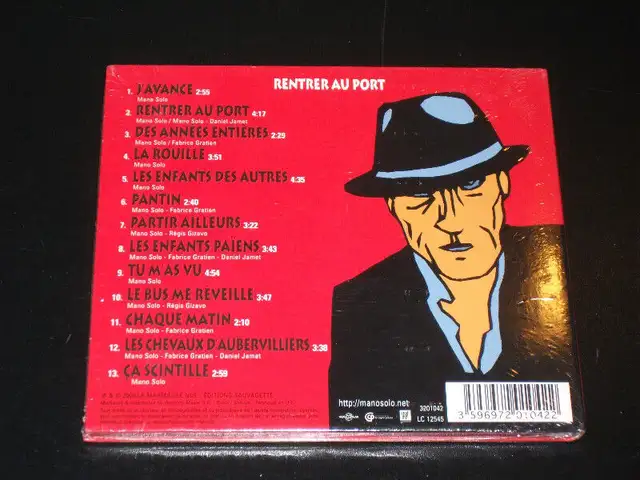 RENTRER AU PORT
1. J'AVANCE 2:55
Mano Solo
2. RENTRER AU PORT 4:17
Mano Solo / Mano Solo - Daniel Jamet
3. DES ANNÉES ENTIÈRES 2:29
Mano Solo / Fabrice Gratien
4. LA ROUILLE 3:51
Mano Solo
5. LES ENFANTS DES AUTRES 4:35
Mano Solo
6. PANTIN 2:40
Mano Solo - Fabrice Gratien
7. PARTIR AILLEURS 3:22
Mano Solo - Régis Gizavo
8. LES ENFANTS PAÏENS 3:43
Mano Solo - Fabrice Gratien - Daniel Jamet
9. TU M AS VU 4:54
Mano Solo
10. LE BUS ME REVEILLE 3:47
Mano Solo - Régis Gizavo
11. CHAQUE MATIN 2:10
Mano Solo - Fabrice Gratien
12. LES CHEVAUX D'AUBERVILLIERS 3:38
Mano Solo - Fabrice Gratien - Daniel Jamet
13. ÇA SCINTILLE 2:59
Mano Solo
http://manosolo.net
3201042
LC 12545
3 596972 010422